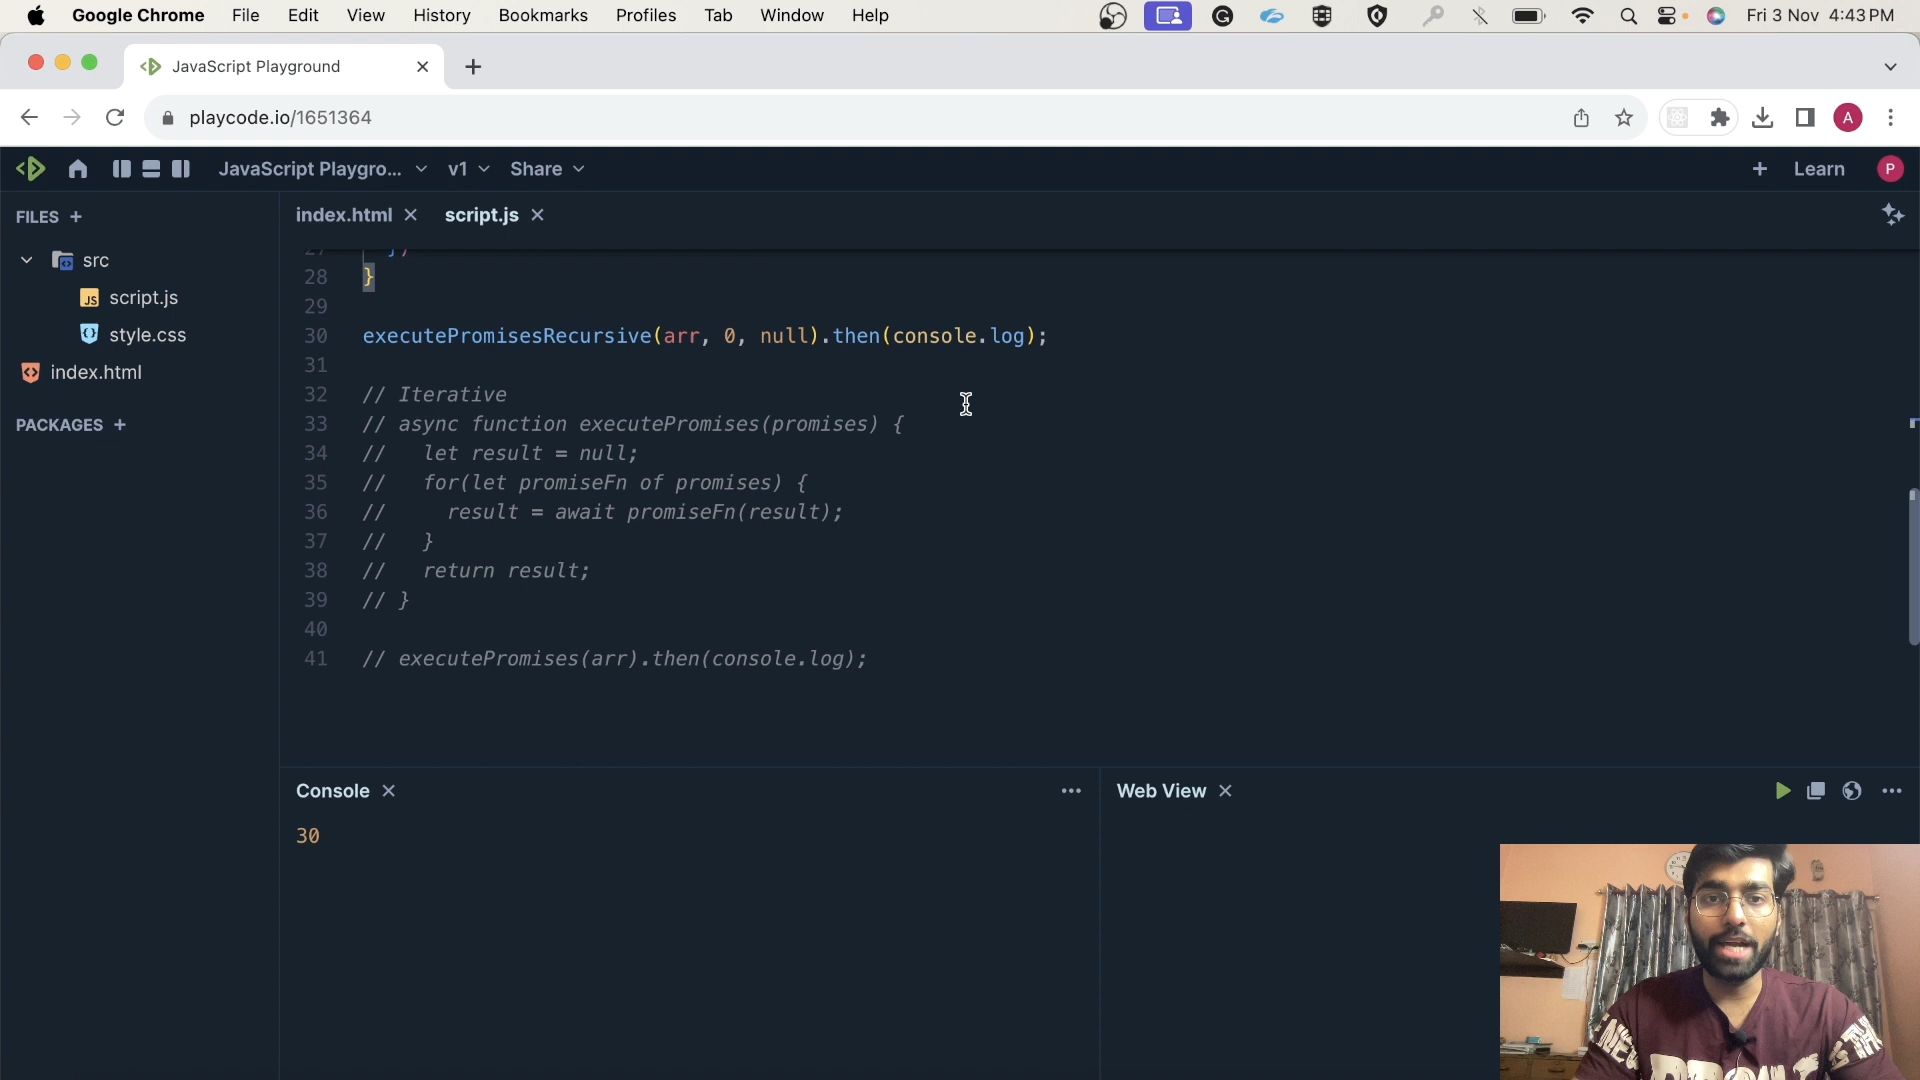 Google Chrome File Edit View History Bookmarks Profiles Tab Window Help Fri 3 Nov 4:43 PM
JavaScript Playground
playcode.io/1651364 A
JavaScript Playgro... v1 Share + Learn P
FILES +
index.html script.js
src
script.js
style.css
index.html
PACKAGES +
28 }
29
30 executePromisesRecursive(arr, 0, null).then(console.log);
31
32 // Iterative
33 // async function executePromises(promises) {
34 //   let result = null;
35 //   for(let promiseFn of promises) {
36 //     result = await promiseFn(result);
37 //   }
38 //   return result;
39 // }
40
41 // executePromises(arr).then(console.log);
Console
30
Web View